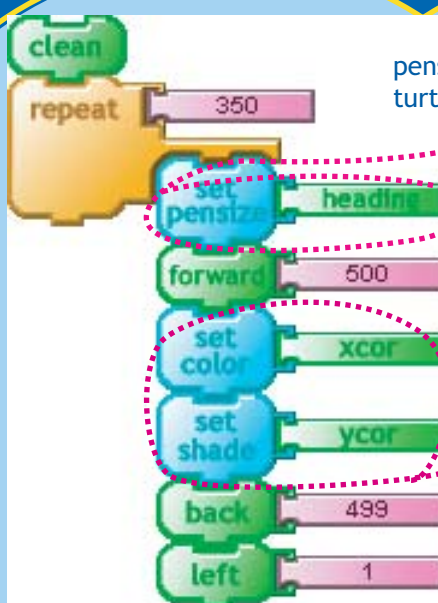 clean
pens
turt
repeat 350
set pensize heading
forward 500
set color xcor
set shade ycor
back 499
left 1